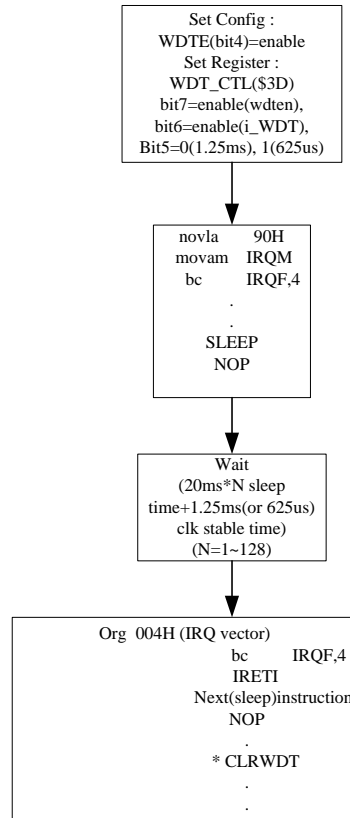 Set Config :
WDTE(bit4)=enable
Set Register :
WDT_CTL($3D)
bit7=enable(wdten),
bit6=enable(i_WDT),
Bit5=0(1.25ms), 1(625us)
novla 90H
movam IRQM
bc IRQF,4
.
.
SLEEP
NOP
Wait
(20ms*N sleep
time+1.25ms(or 625us)
clk stable time)
(N=1~128)
Org 004H (IRQ vector)
bc IRQF,4
IRETI
Next(sleep)instruction
NOP
.
* CLRWDT
.
.